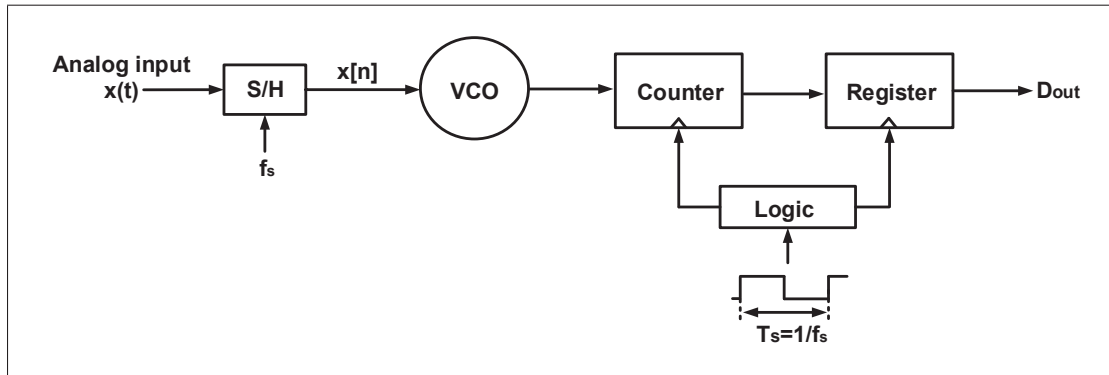 Analog input
x(t)
S/H
x[n]
VCO
Counter
Register
Dout
fs
Logic
Ts=1/fs